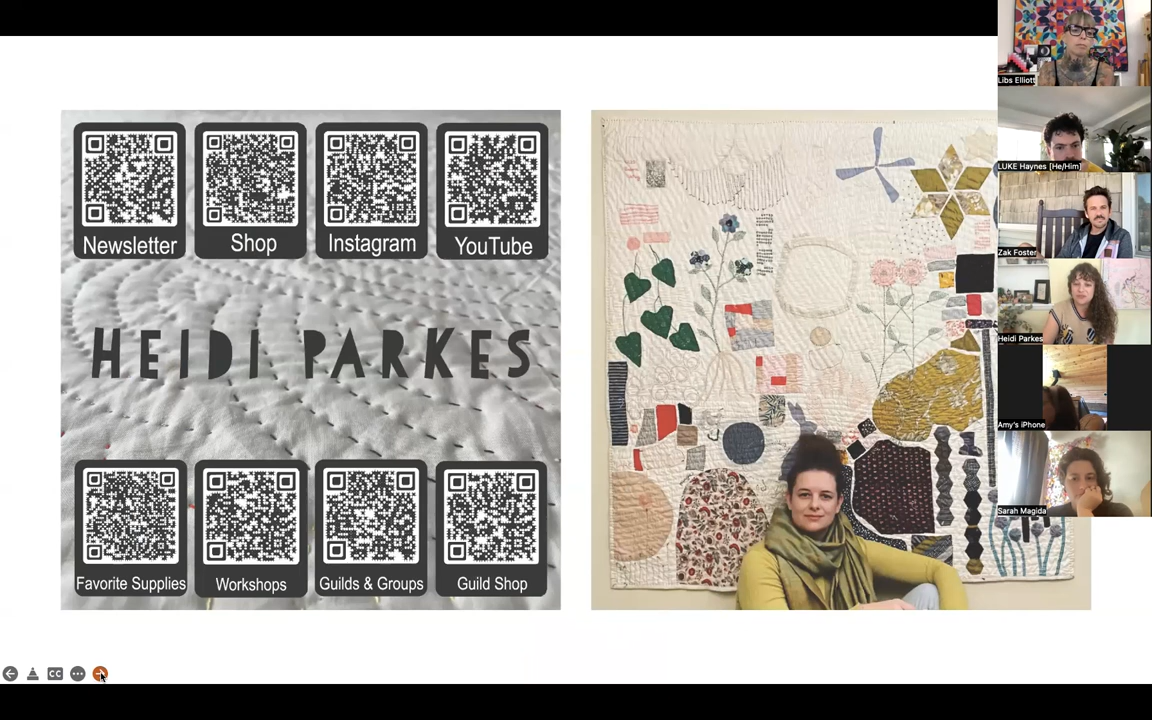 Newsletter
Shop
Instagram
YouTube
HEIDI PARKES
Favorite Supplies
Workshops
Guilds & Groups
Guild Shop
CC
Libs Elliott
LUKE Haynes [He/Him]
Zak Foster
Heidi Parkes
Amy's iPhone
Sarah Magida